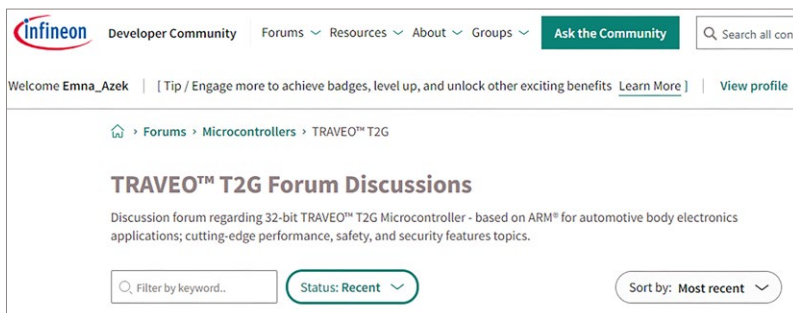 infineon Developer Community Forums Resources About Groups Ask the Community Search all con
Welcome Emna_Azek | [ Tip / Engage more to achieve badges, level up, and unlock other exciting benefits Learn More ] | View profile
Forums › Microcontrollers › TRAVEO™ T2G
TRAVEO™ T2G Forum Discussions
Discussion forum regarding 32-bit TRAVEO™ T2G Microcontroller - based on ARM® for automotive body electronics
applications; cutting-edge performance, safety, and security features topics.
Filter by keyword.. Status: Recent Sort by: Most recent